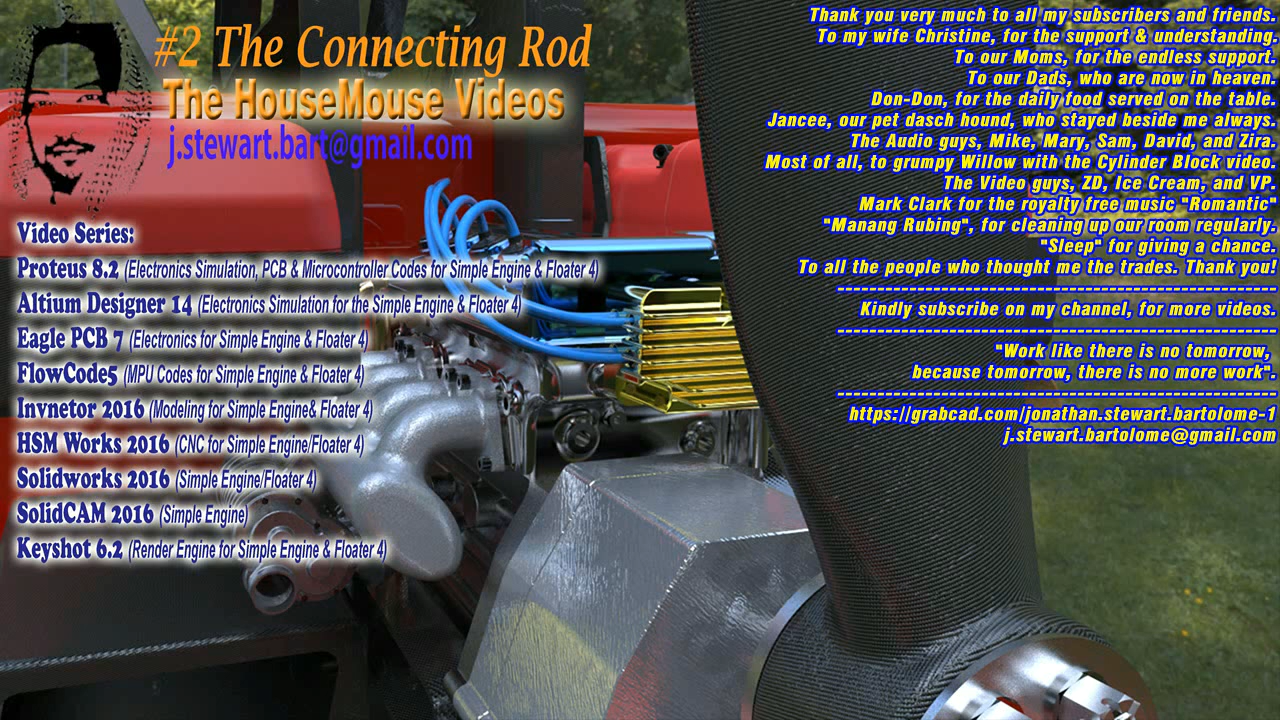 #2 The Connecting Rod
The HouseMouse Videos
j.stewart.bart@gmail.com
Video Series:
Proteus 8.2 (Electronics Simulation, PCB & Microcontroller Codes for Simple Engine & Floater 4)
Altium Designer 14 (Electronics Simulation for the Simple Engine & Floater 4)
Eagle PCB 7 (Electronics for Simple Engine & Floater 4)
FlowCode5 (MPU Codes for Simple Engine & Floater 4)
Invnetor 2016 (Modeling for Simple Engine& Floater 4)
HSM Works 2016 (CNC for Simple Engine/Floater 4)
Solidworks 2016 (Simple Engine/Floater 4)
SolidCAM 2016 (Simple Engine)
Keyshot 6.2 (Render Engine for Simple Engine & Floater 4)
Thank you very much to all my subscribers and friends.
To my wife Christine, for the support & understanding.
To our Moms, for the endless support.
To our Dads, who are now in heaven.
Don-Don, for the daily food served on the table.
Jancee, our pet dasch hound, who stayed beside me always.
The Audio guys, Mike, Mary, Sam, David, and Zira.
Most of all, to grumpy Willow with the Cylinder Block video.
The Video guys, ZD, Ice Cream, and VP.
Mark Clark for the royalty free music "Romantic"
"Manang Rubing", for cleaning up our room regularly.
"Sleep" for giving a chance.
To all the people who thought me the trades. Thank you!
-------------------------------------------------------
Kindly subscribe on my channel, for more videos.
-------------------------------------------------------
"Work like there is no tomorrow,
because tomorrow, there is no more work".
-------------------------------------------------------
https://grabcad.com/jonathan.stewart.bartolome-1
j.stewart.bartolome@gmail.com